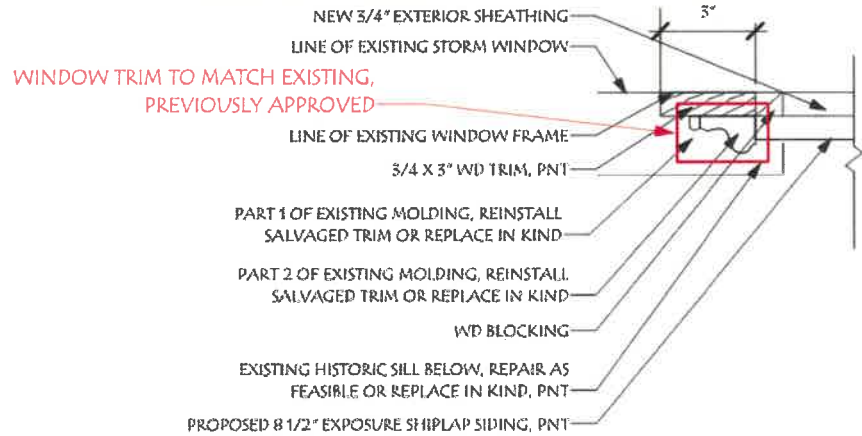 NEW 3/4" EXTERIOR SHEATHING
3"
LINE OF EXISTING STORM WINDOW
WINDOW TRIM TO MATCH EXISTING,
PREVIOUSLY APPROVED
LINE OF EXISTING WINDOW FRAME
3/4 X 3" WD TRIM, PNT
PART 1 OF EXISTING MOLDING, REINSTALL
SALVAGED TRIM OR REPLACE IN KIND
PART 2 OF EXISTING MOLDING, REINSTALL
SALVAGED TRIM OR REPLACE IN KIND
WD BLOCKING
EXISTING HISTORIC SILL BELOW, REPAIR AS
FEASIBLE OR REPLACE IN KIND, PNT
PROPOSED 8 1/2" EXPOSURE SHIPLAP SIDING, PNT